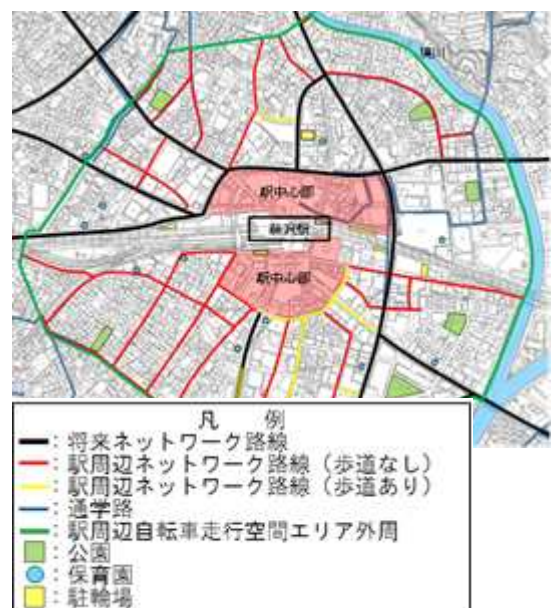 境川
駅中心部
藤沢駅
駅中心部
凡 例
：将来ネットワーク路線
：駅周辺ネットワーク路線（歩道なし）
：駅周辺ネットワーク路線（歩道あり）
：通学路
：駅周辺自転車走行空間エリア外周
：公園
：保育園
：駐輪場